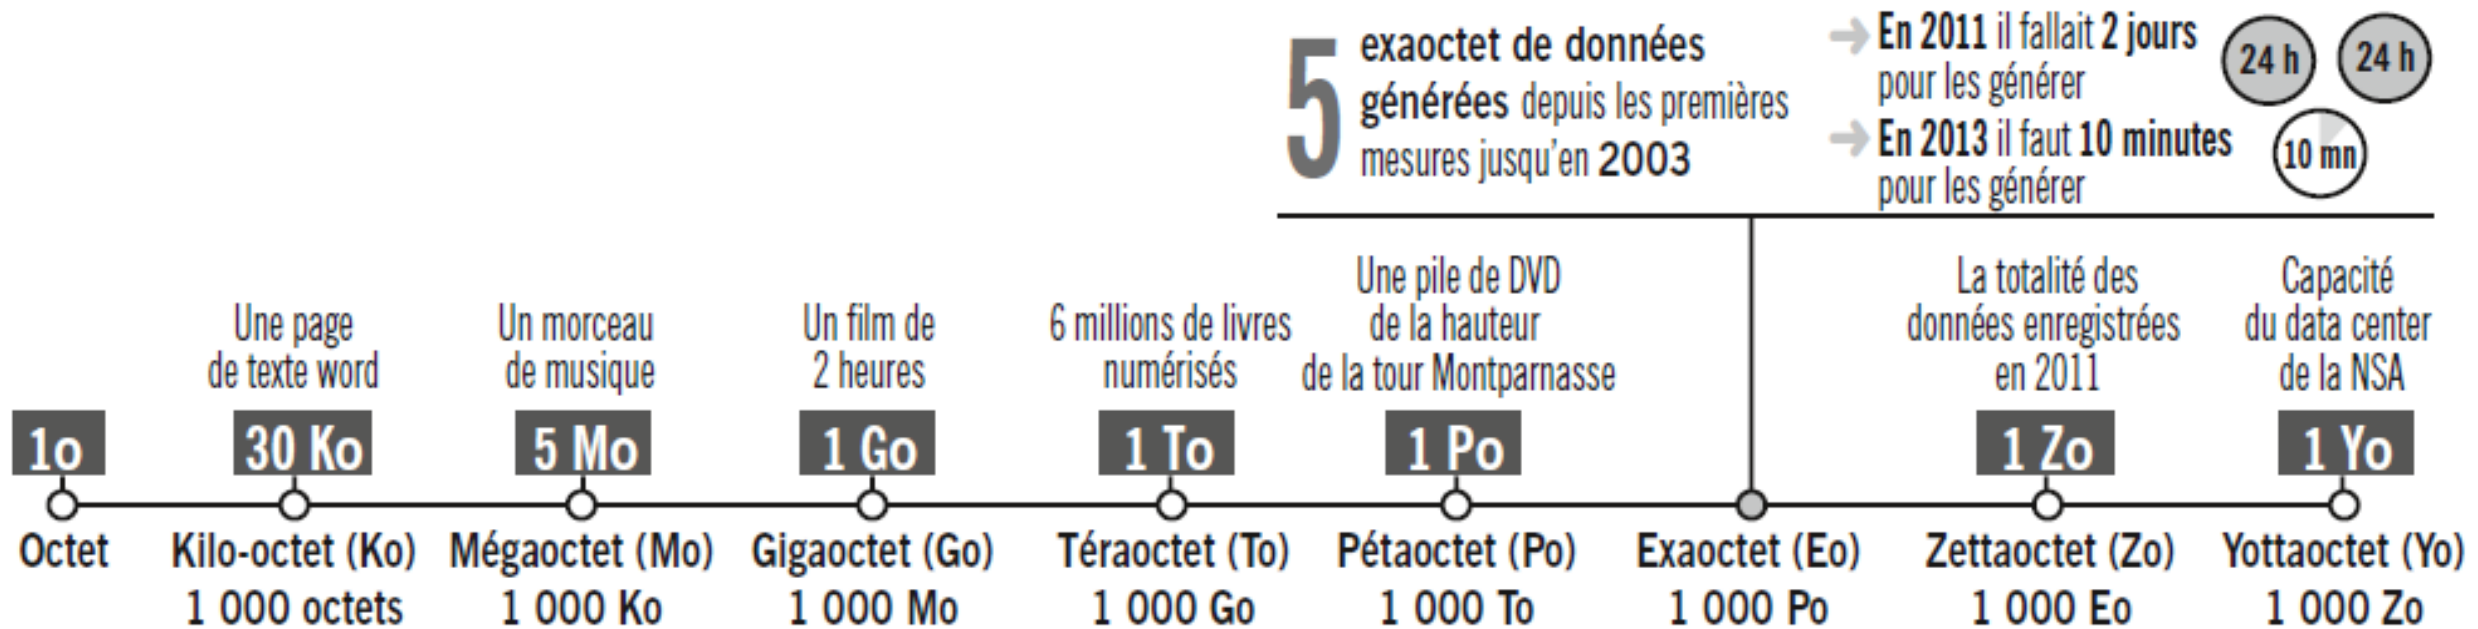 5
exaoctet de données
générées depuis les premières
mesures jusqu'en 2003
➔ En 2011 il fallait 2 jours
pour les générer
24 h
24 h
➔ En 2013 il faut 10 minutes
pour les générer
10 mn
Une page
de texte word
Un morceau
de musique
Un film de
2 heures
6 millions de livres
numérisés
Une pile de DVD
de la hauteur
de la tour Montparnasse
La totalité des
données enregistrées
en 2011
Capacité
du data center
de la NSA
1o
30 Ko
5 Mo
1 Go
1 To
1 Po
1 Zo
1 Yo
Octet
Kilo-octet (Ko)
1 000 octets
Mégaoctet (Mo)
1 000 Ko
Gigaoctet (Go)
1 000 Mo
Téraoctet (To)
1 000 Go
Pétaoctet (Po)
1 000 To
Exaoctet (Eo)
1 000 Po
Zettaoctet (Zo)
1 000 Eo
Yottaoctet (Yo)
1 000 Zo